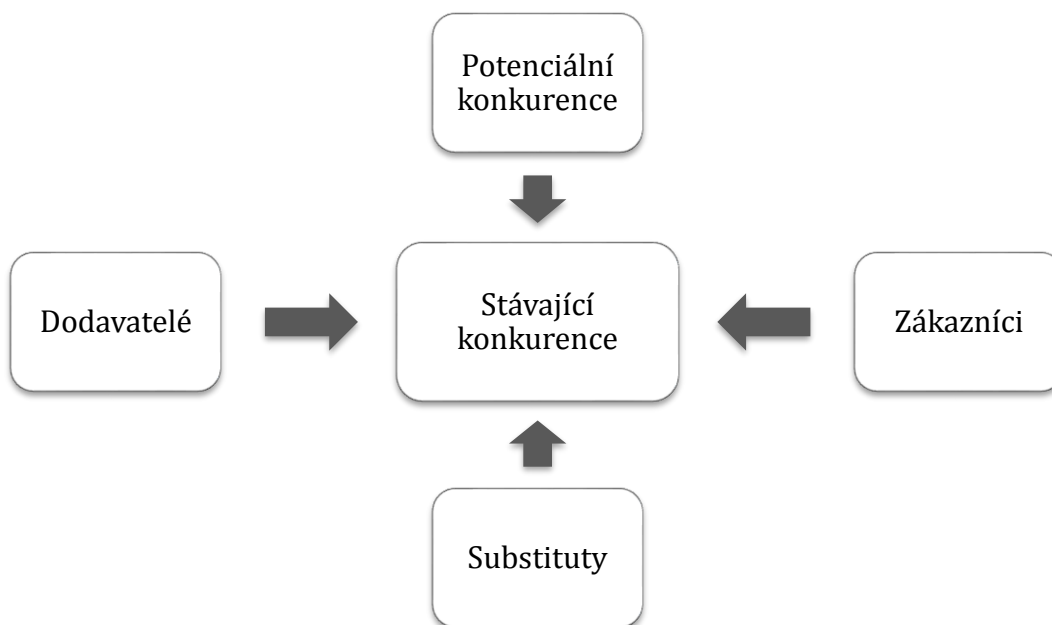 Potenciální
konkurence
Dodavatelé
Stávající
konkurence
Zákazníci
Substituty